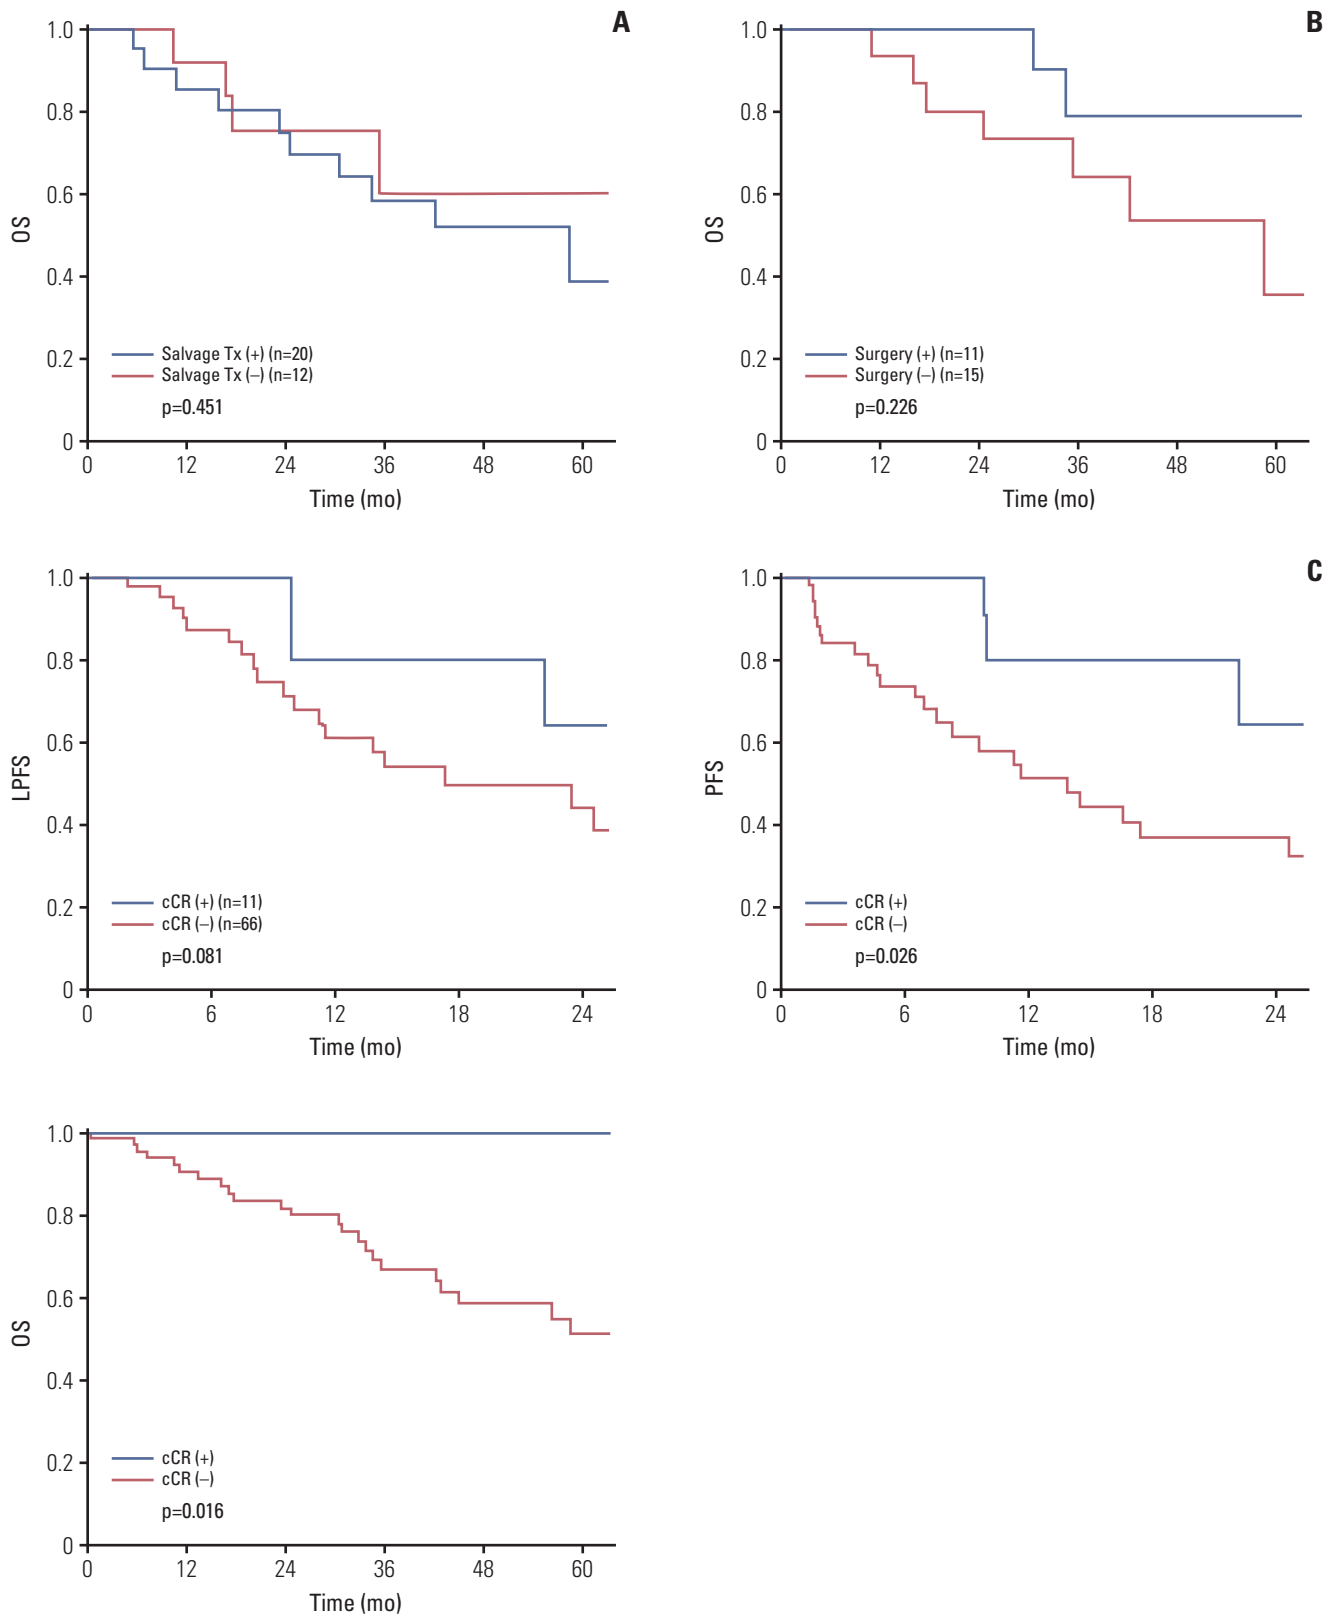 A
1.0
0.8
0.6
0.4
0.2
0
OS
Salvage Tx (+) (n=20)
Salvage Tx (–) (n=12)
p=0.451
0 12 24 36 48 60
Time (mo)
B
1.0
0.8
0.6
0.4
0.2
0
OS
Surgery (+) (n=11)
Surgery (–) (n=15)
p=0.226
0 12 24 36 48 60
Time (mo)
1.0
0.8
0.6
0.4
0.2
0
LPFS
cCR (+) (n=11)
cCR (–) (n=66)
p=0.081
0 6 12 18 24
Time (mo)
C
1.0
0.8
0.6
0.4
0.2
0
PFS
cCR (+)
cCR (–)
p=0.026
0 6 12 18 24
Time (mo)
1.0
0.8
0.6
0.4
0.2
0
OS
cCR (+)
cCR (–)
p=0.016
0 12 24 36 48 60
Time (mo)